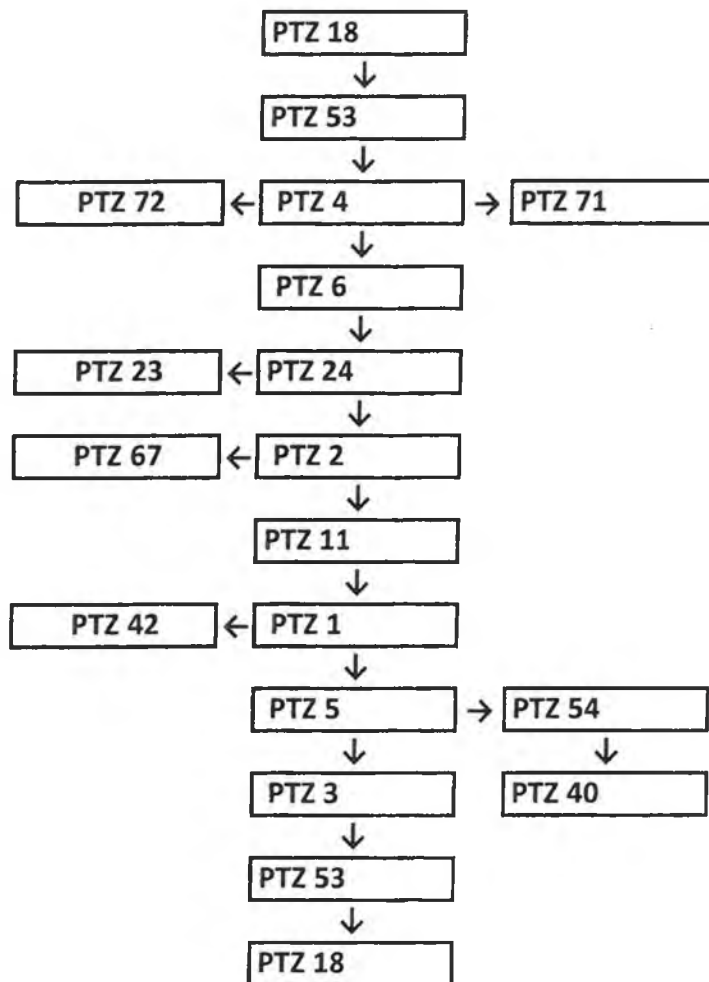 PTZ 18
PTZ 53
PTZ 72 ← PTZ 4 → PTZ 71
PTZ 6
PTZ 23 ← PTZ 24
PTZ 67 ← PTZ 2
PTZ 11
PTZ 42 ← PTZ 1
PTZ 5 → PTZ 54
PTZ 3 PTZ 40
PTZ 53
PTZ 18